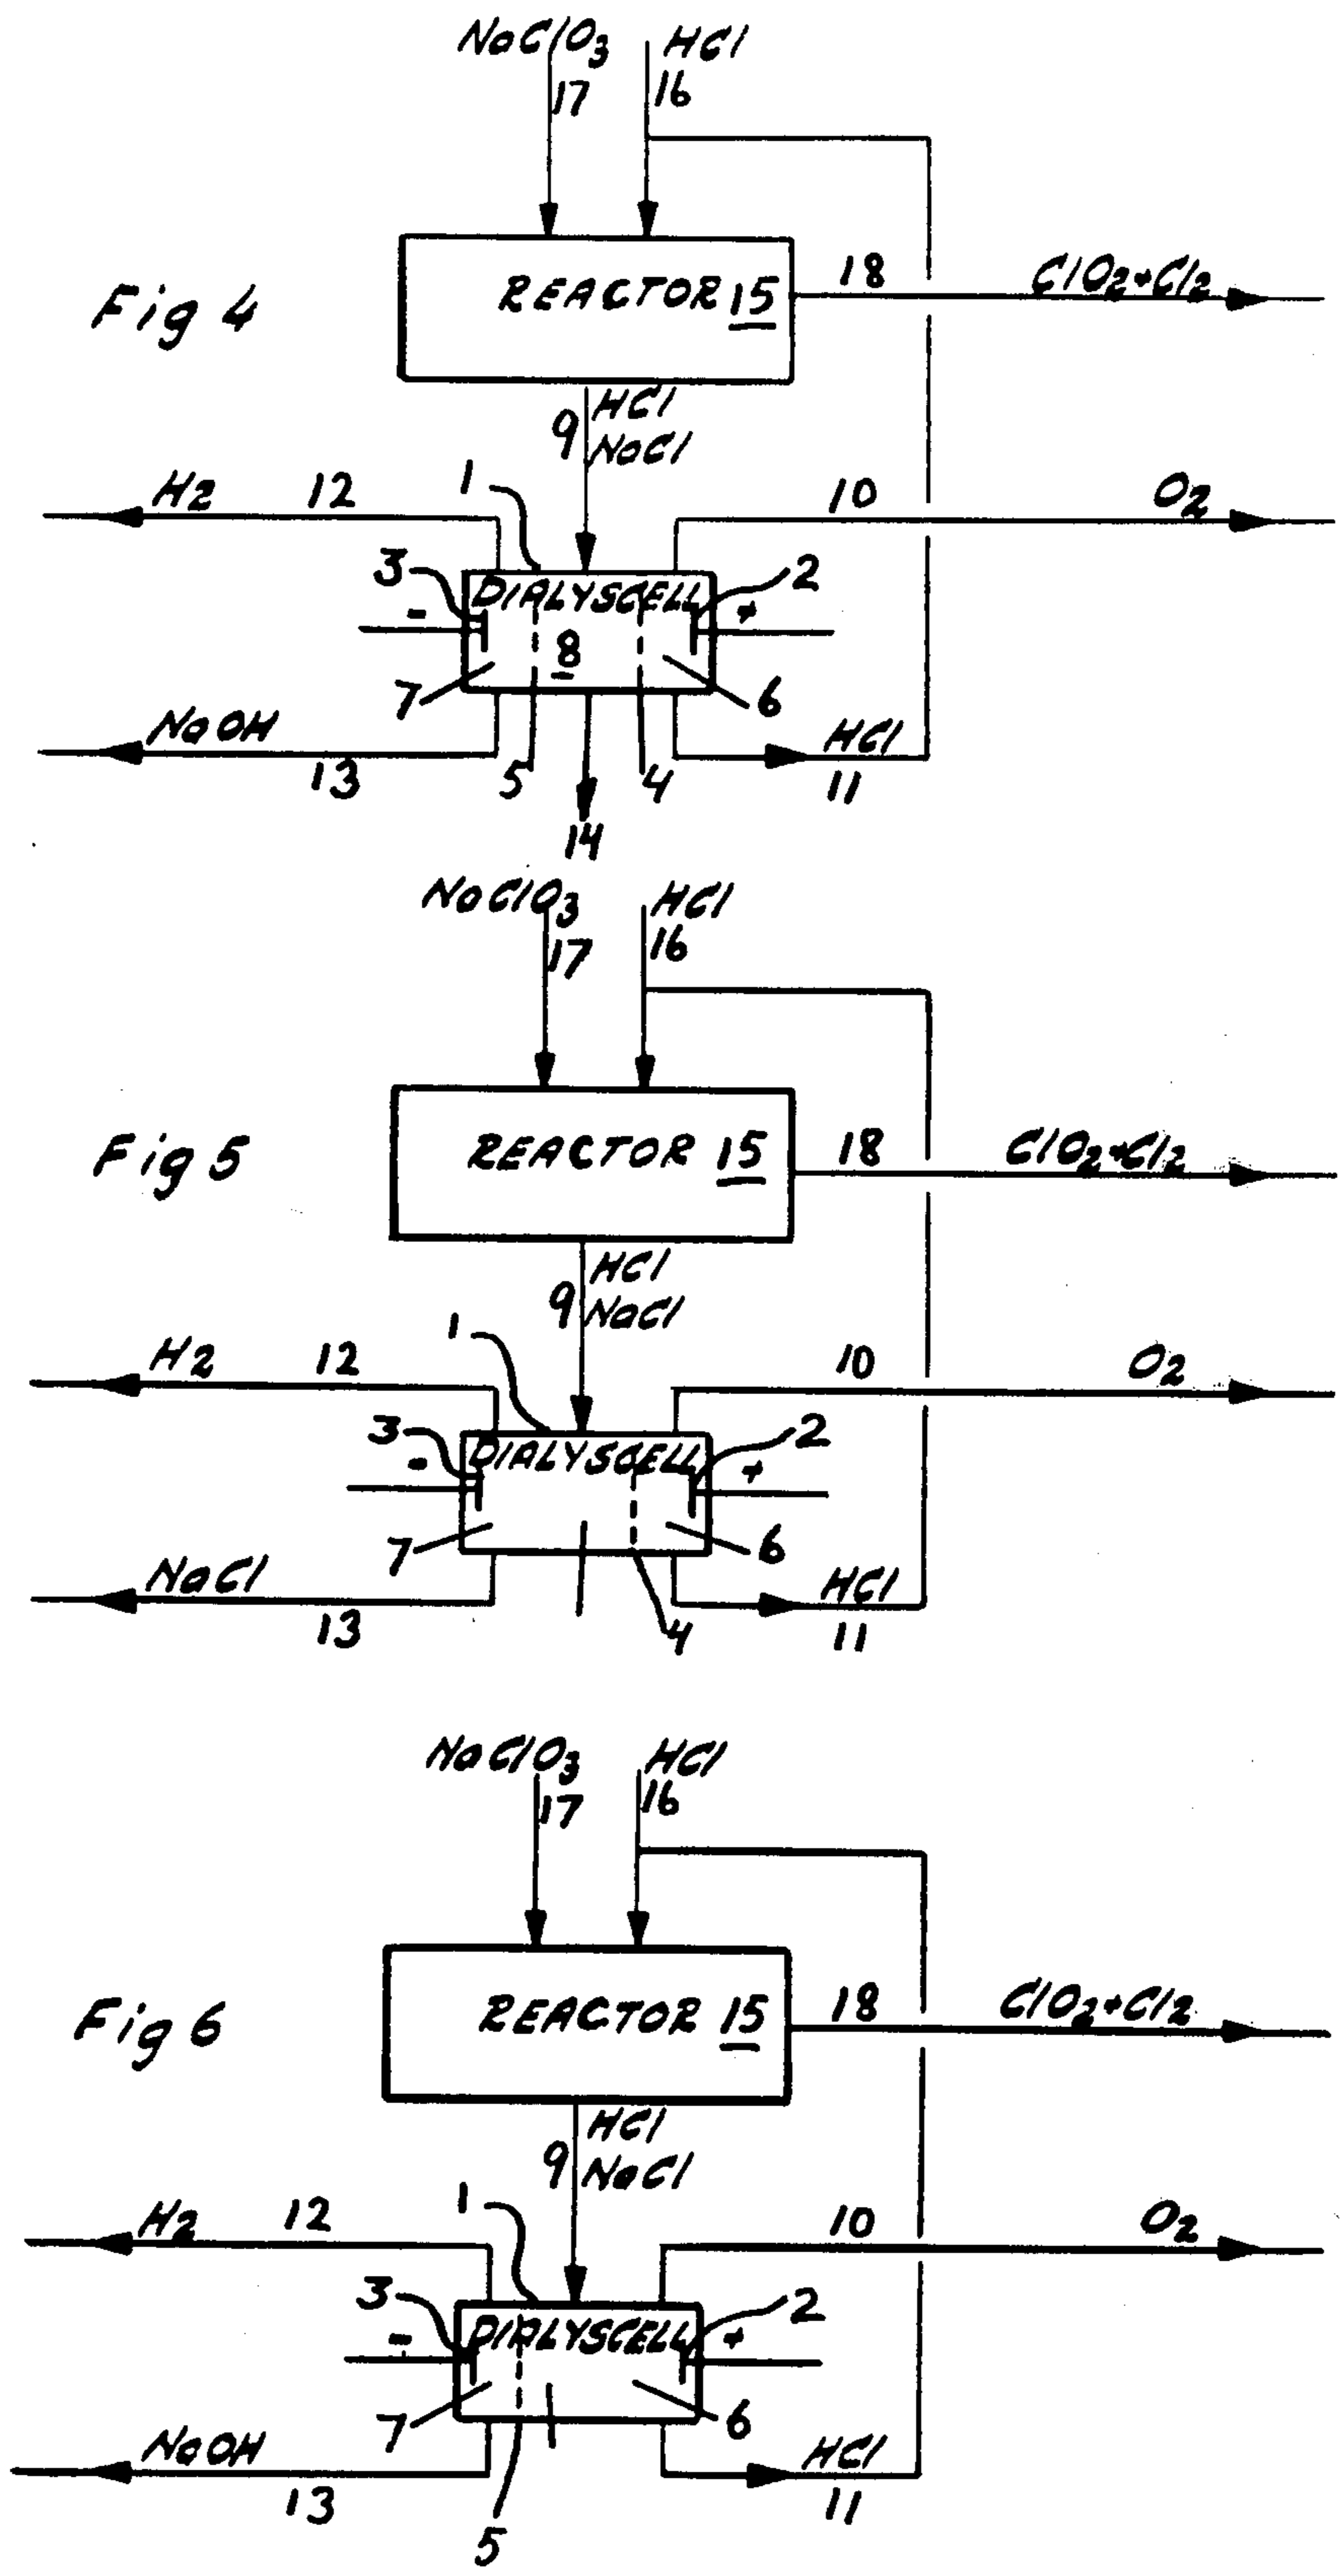 NaClO3 HCl
17 16
Fig 4
REACTOR 15
18 ClO2+Cl2
9 HCl
NaCl
H2 12 1 10 O2
3 DIALYSCELL 2
- +
8
7 6
NaOH HCl
13 5 4 11
14
NaClO3 HCl
17 16
Fig 5
REACTOR 15
18 ClO2+Cl2
9 HCl
NaCl
H2 12 1 10 O2
3 DIALYSCELL 2
- +
7 6
NaCl HCl
13 4 11
NaClO3 HCl
17 16
Fig 6
REACTOR 15
18 ClO2+Cl2
9 HCl
NaCl
H2 12 1 10 O2
3 DIALYSCELL 2
- +
7 6
NaOH HCl
13 5 11